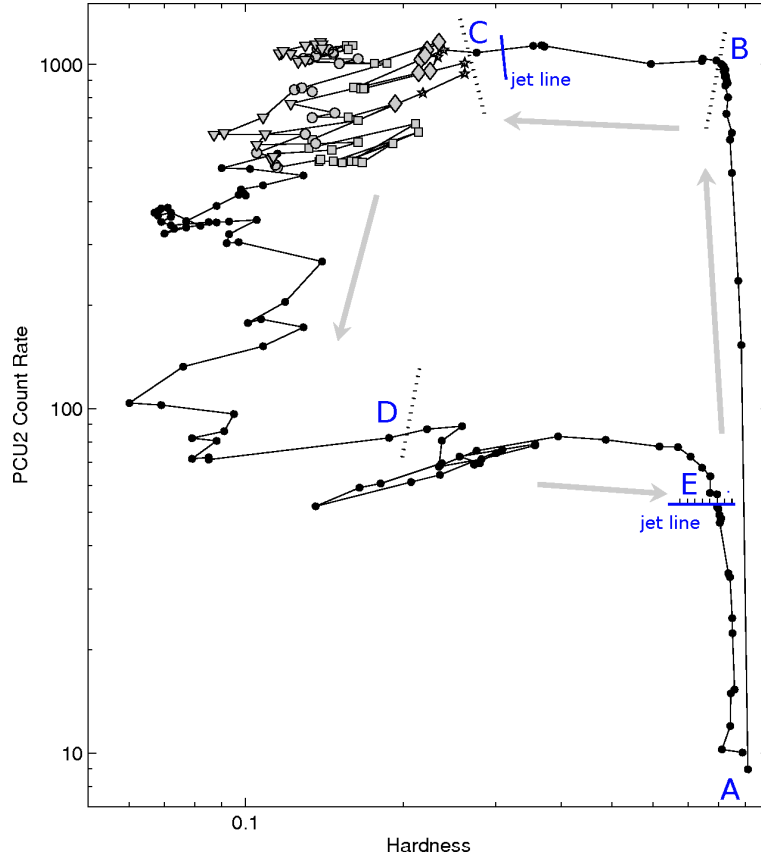 C
B
1000
jet line
PCU2 Count Rate
D
100
E
jet line
10
A
0.1
Hardness